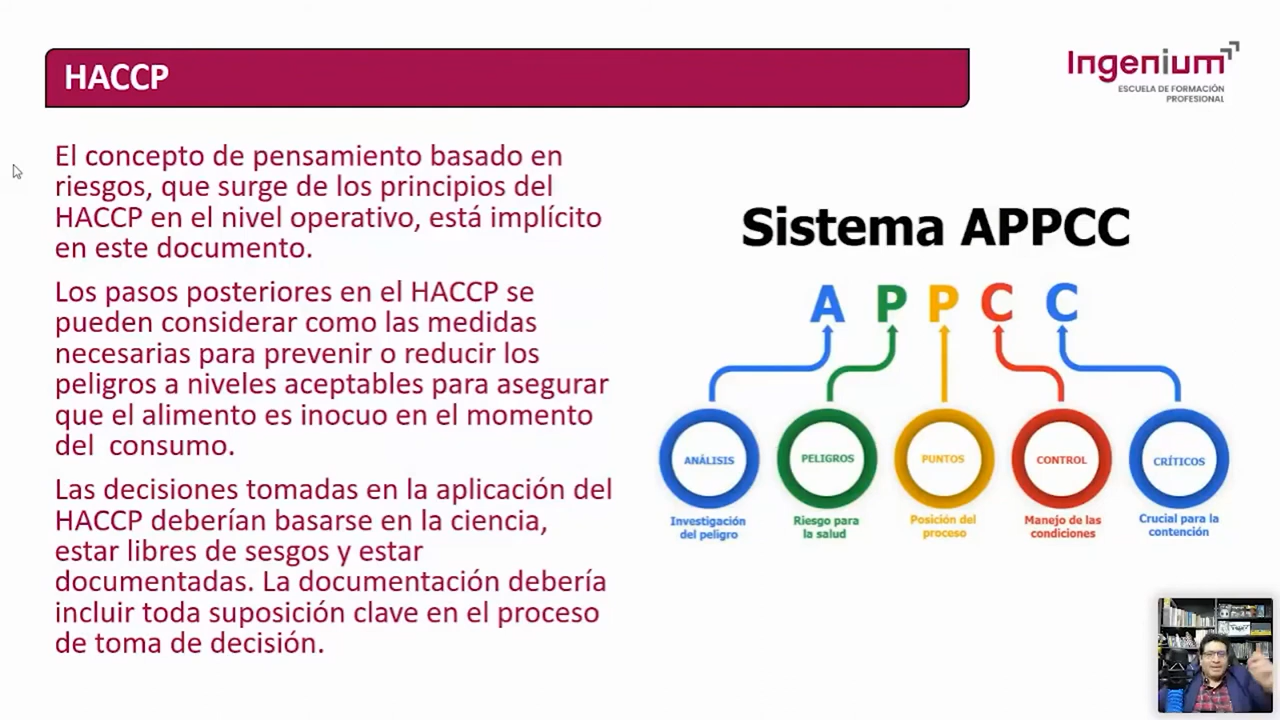 HACCP
Ingenium
ESCUELA DE FORMACIÓN
PROFESIONAL
El concepto de pensamiento basado en
riesgos, que surge de los principios del
HACCP en el nivel operativo, está implícito
en este documento.
Los pasos posteriores en el HACCP se
pueden considerar como las medidas
necesarias para prevenir o reducir los
peligros a niveles aceptables para asegurar
que el alimento es inocuo en el momento
del consumo.
Las decisiones tomadas en la aplicación del
HACCP deberían basarse en la ciencia,
estar libres de sesgos y estar
documentadas. La documentación debería
incluir toda suposición clave en el proceso
de toma de decisión.
Sistema APPCC
A P P C C
ANÁLISIS PELIGROS PUNTOS CONTROL CRÍTICOS
Investigación
del peligro
Riesgo para
la salud
Posición del
proceso
Manejo de las
condiciones
Crucial para la
contención